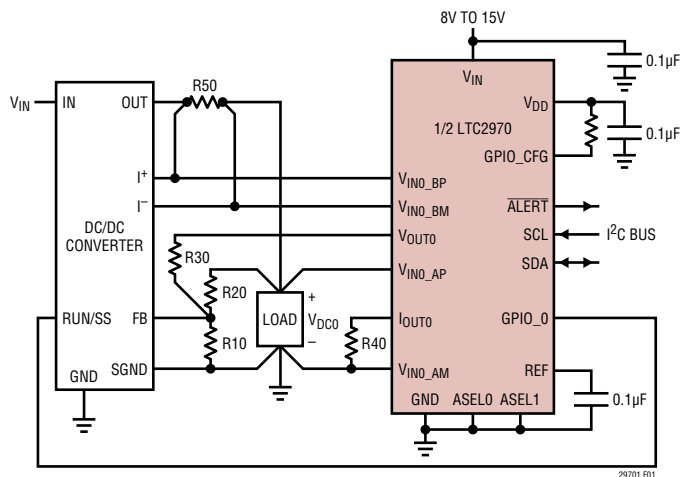 8V TO 15V
0.1µF
V_IN
IN
OUT
R50
V_IN
V_DD
1/2 LTC2970
0.1µF
GPIO_CFG
I+
V_IN0_BP
I–
V_IN0_BM
ALERT
DC/DC
CONVERTER
V_OUT0
SCL
I2C BUS
R30
R20
V_IN0_AP
SDA
+
RUN/SS
FB
LOAD
V_DC0
I_OUT0
GPIO_0
R10
–
R40
SGND
V_IN0_AM
REF
GND
GND
ASEL0
ASEL1
0.1µF
29701 F01